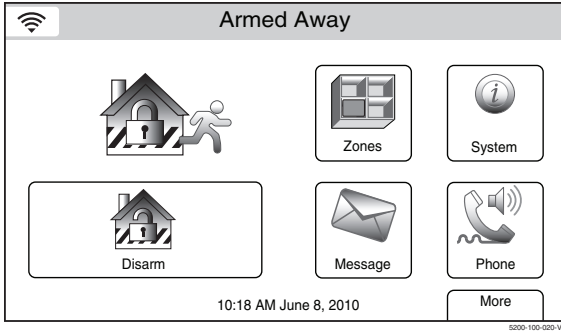 Armed Away
Zones
System
Disarm
Message
Phone
10:18 AM June 8, 2010
More
5200-100-020-V